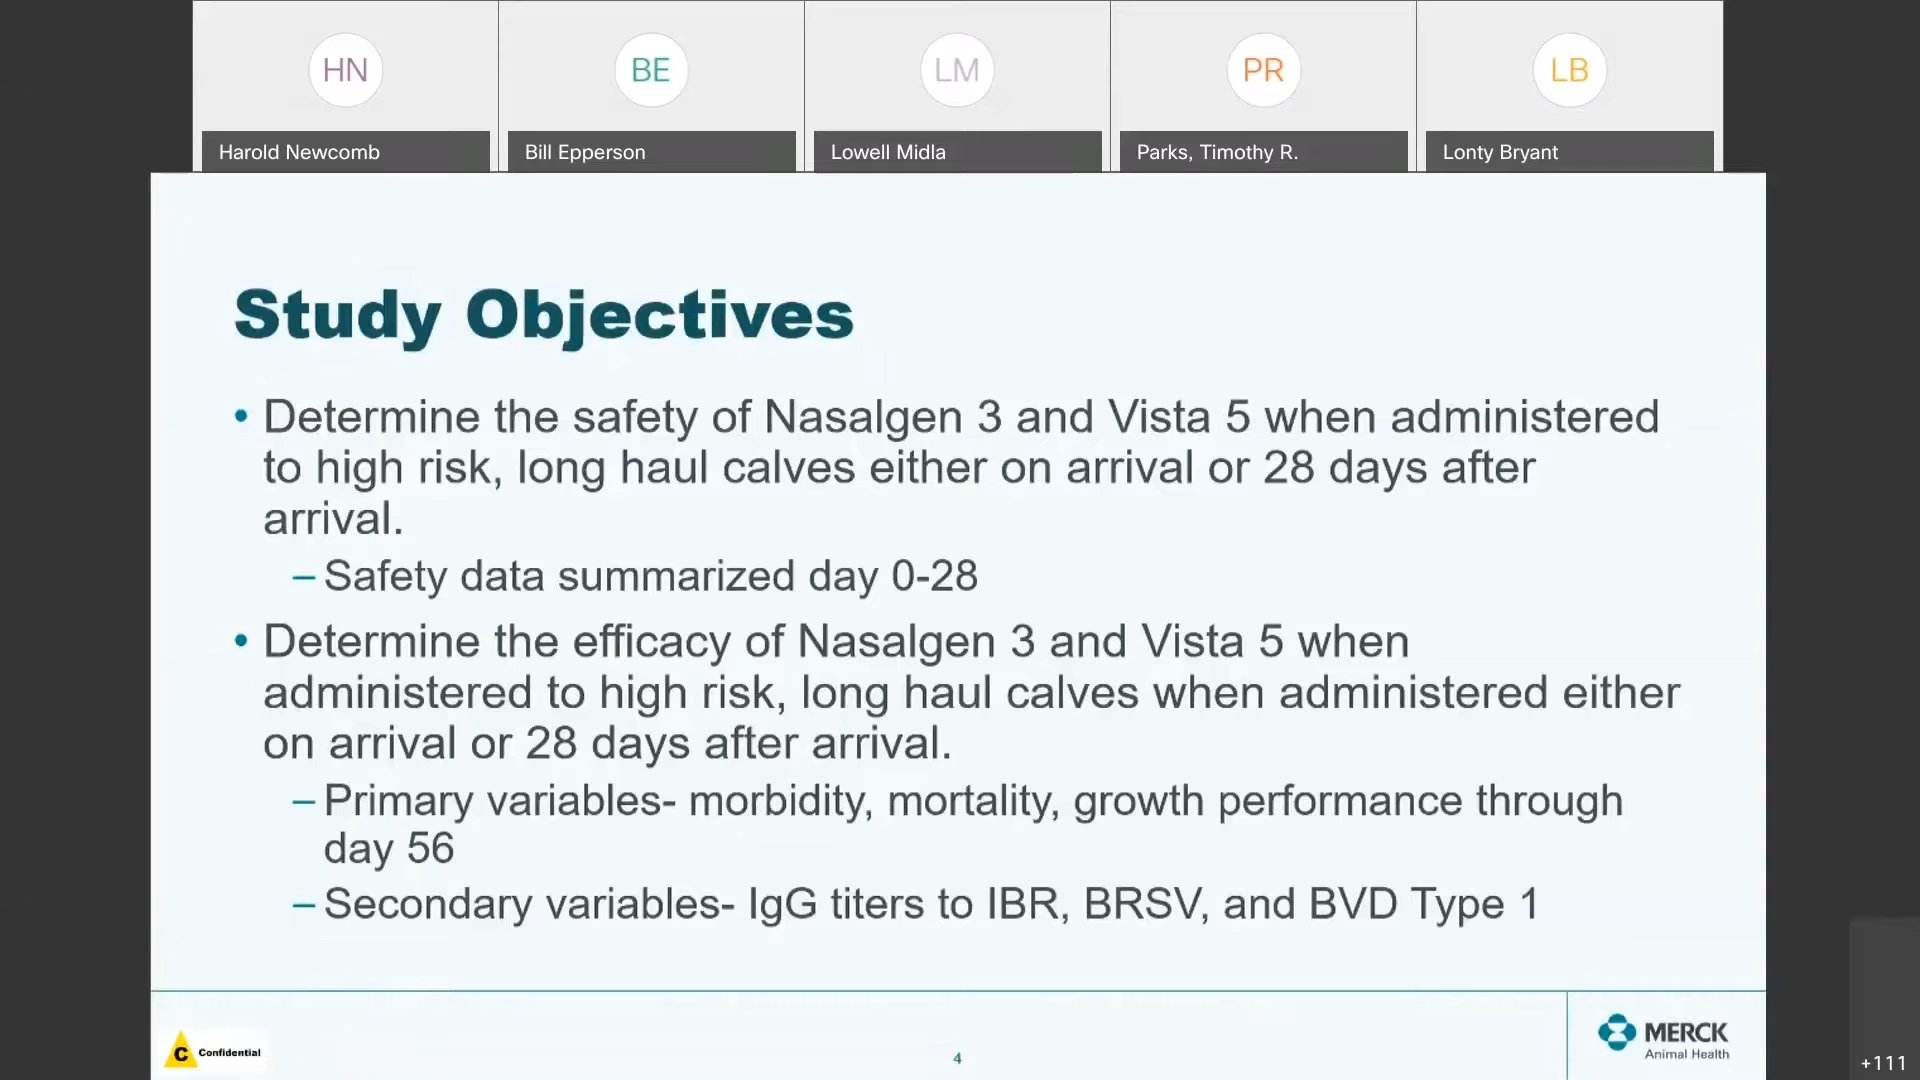 HN
BE
LM
PR
LB
Harold Newcomb
Bill Epperson
Lowell Midla
Parks, Timothy R.
Lonty Bryant
Study Objectives
• Determine the safety of Nasalgen 3 and Vista 5 when administered
to high risk, long haul calves either on arrival or 28 days after
arrival.
– Safety data summarized day 0-28
• Determine the efficacy of Nasalgen 3 and Vista 5 when
administered to high risk, long haul calves when administered either
on arrival or 28 days after arrival.
– Primary variables- morbidity, mortality, growth performance through
day 56
– Secondary variables- IgG titers to IBR, BRSV, and BVD Type 1
C Confidential
4
MERCK
Animal Health
+111